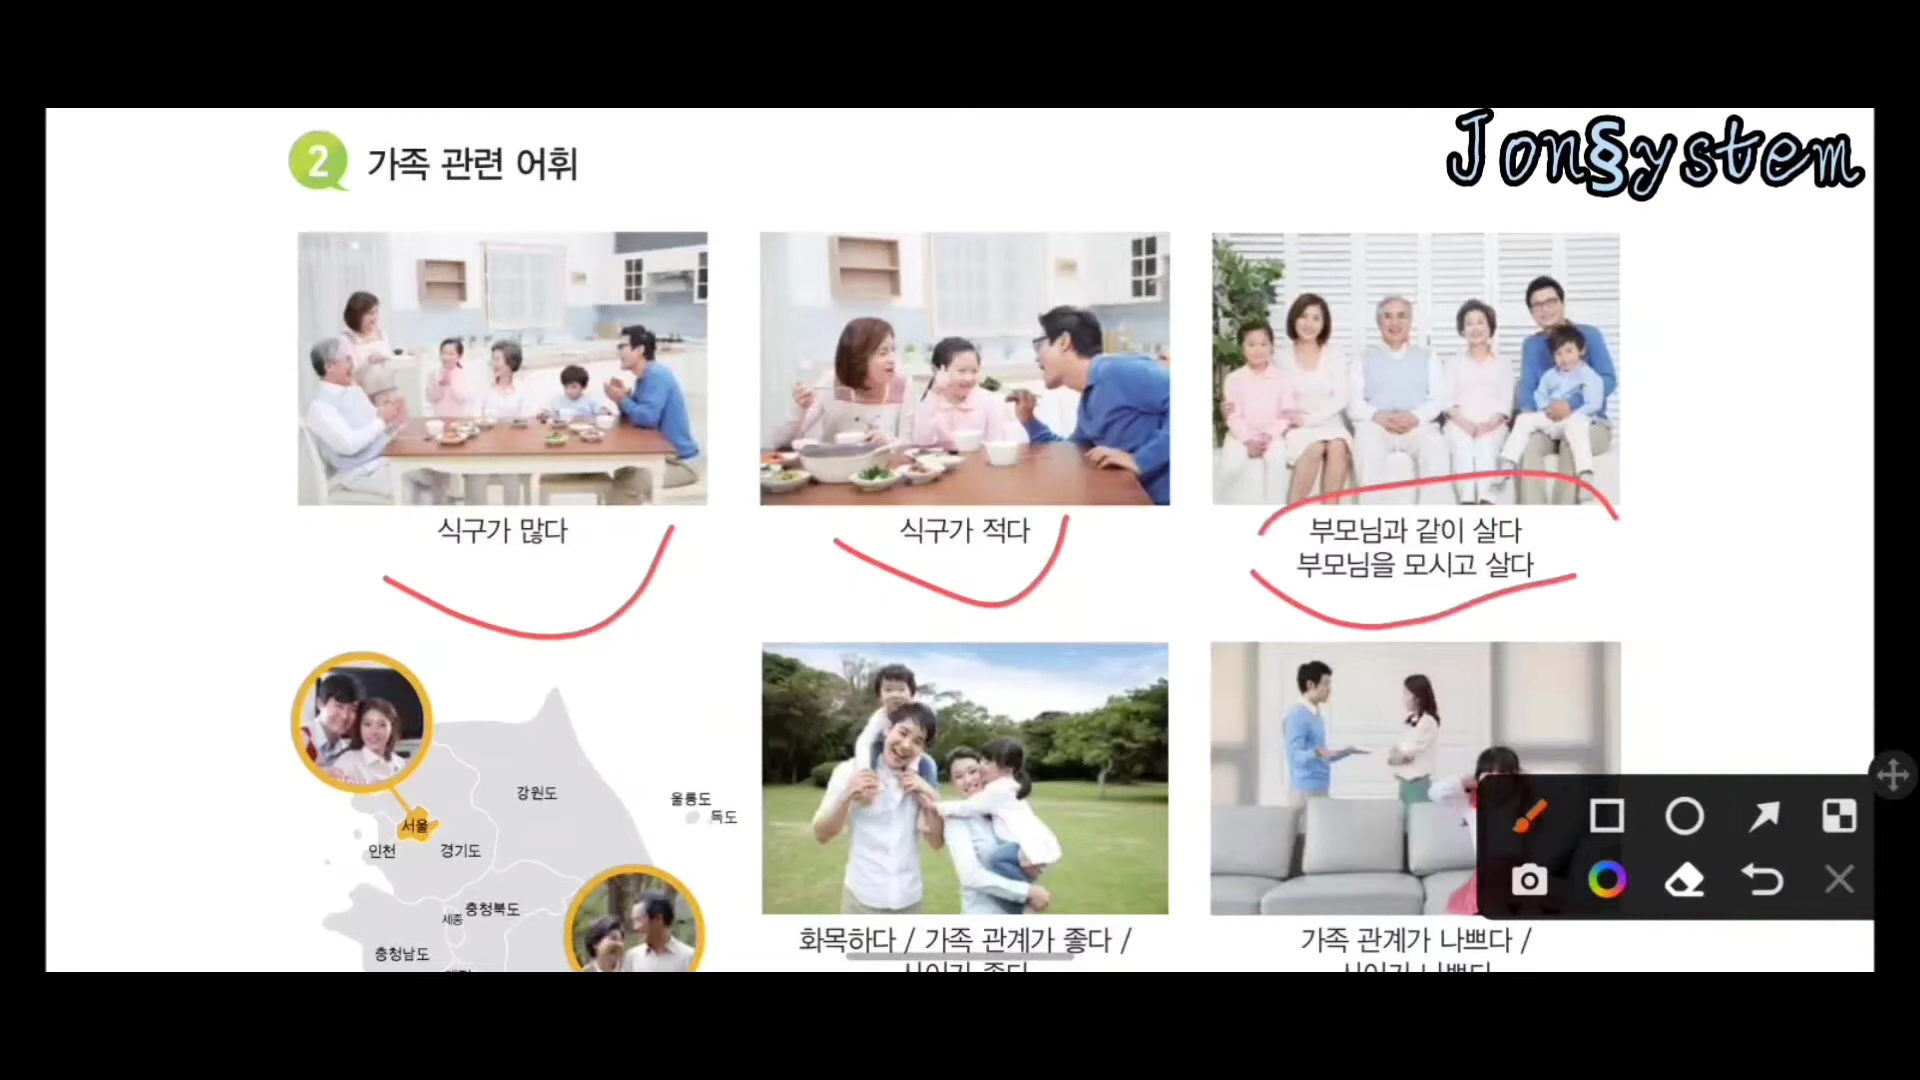 2 가족 관련 어휘
Jon§ystem
식구가 많다
식구가 적다
부모님과 같이 살다
부모님을 모시고 살다
강원도
울릉도
독도
서울
인천
경기도
세종
충청북도
충청남도
화목하다 / 가족 관계가 좋다 /
가족 관계가 나쁘다 /